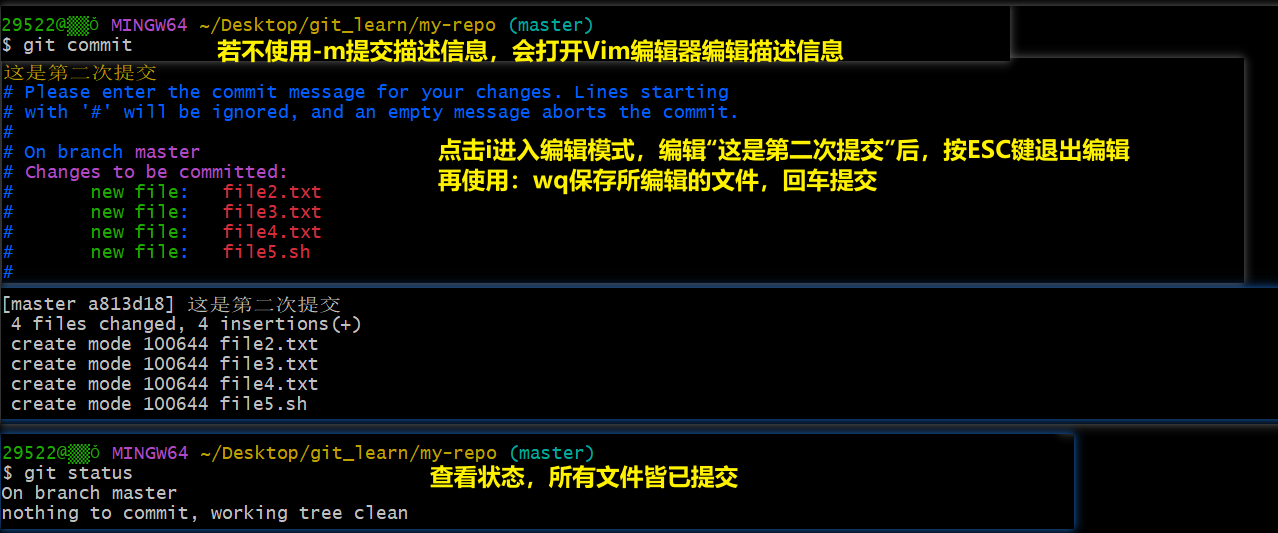 29522@▒▒ǒ MINGW64 ~/Desktop/git_learn/my-repo (master)
$ git commit
若不使用-m提交描述信息，会打开Vim编辑器编辑描述信息
这是第二次提交
# Please enter the commit message for your changes. Lines starting
# with '#' will be ignored, and an empty message aborts the commit.
#
# On branch master
点击i进入编辑模式，编辑“这是第二次提交”后，按ESC键退出编辑
# Changes to be committed:
再使用：wq保存所编辑的文件，回车提交
#       new file:   file2.txt
#       new file:   file3.txt
#       new file:   file4.txt
#       new file:   file5.sh
#
[master a813d18] 这是第二次提交
 4 files changed, 4 insertions(+)
 create mode 100644 file2.txt
 create mode 100644 file3.txt
 create mode 100644 file4.txt
 create mode 100644 file5.sh
29522@▒▒ǒ MINGW64 ~/Desktop/git_learn/my-repo (master)
$ git status
查看状态，所有文件皆已提交
On branch master
nothing to commit, working tree clean